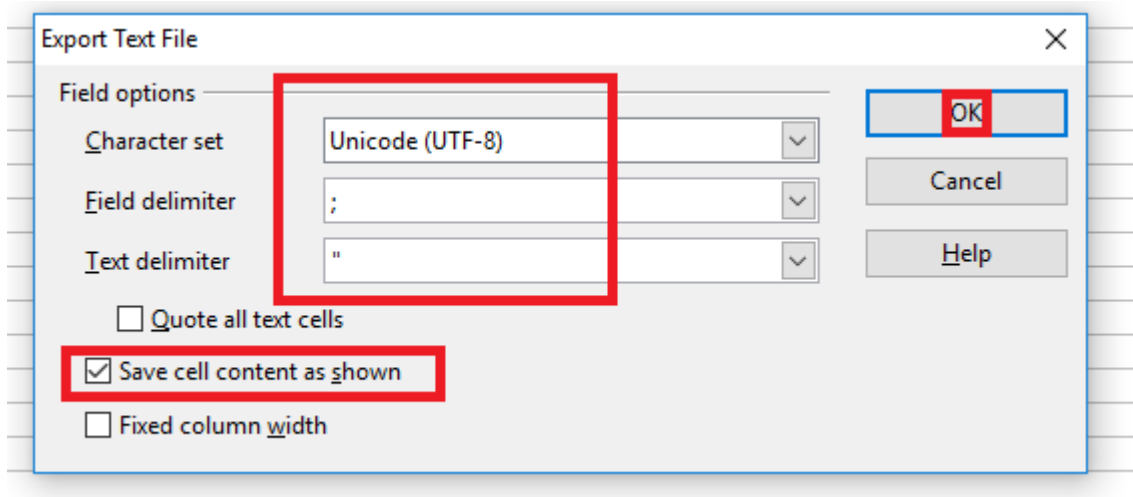 Export Text File
Field options
OK
Character set Unicode (UTF-8)
Cancel
Field delimiter ;
Text delimiter "
Help
Quote all text cells
Save cell content as shown
Fixed column width